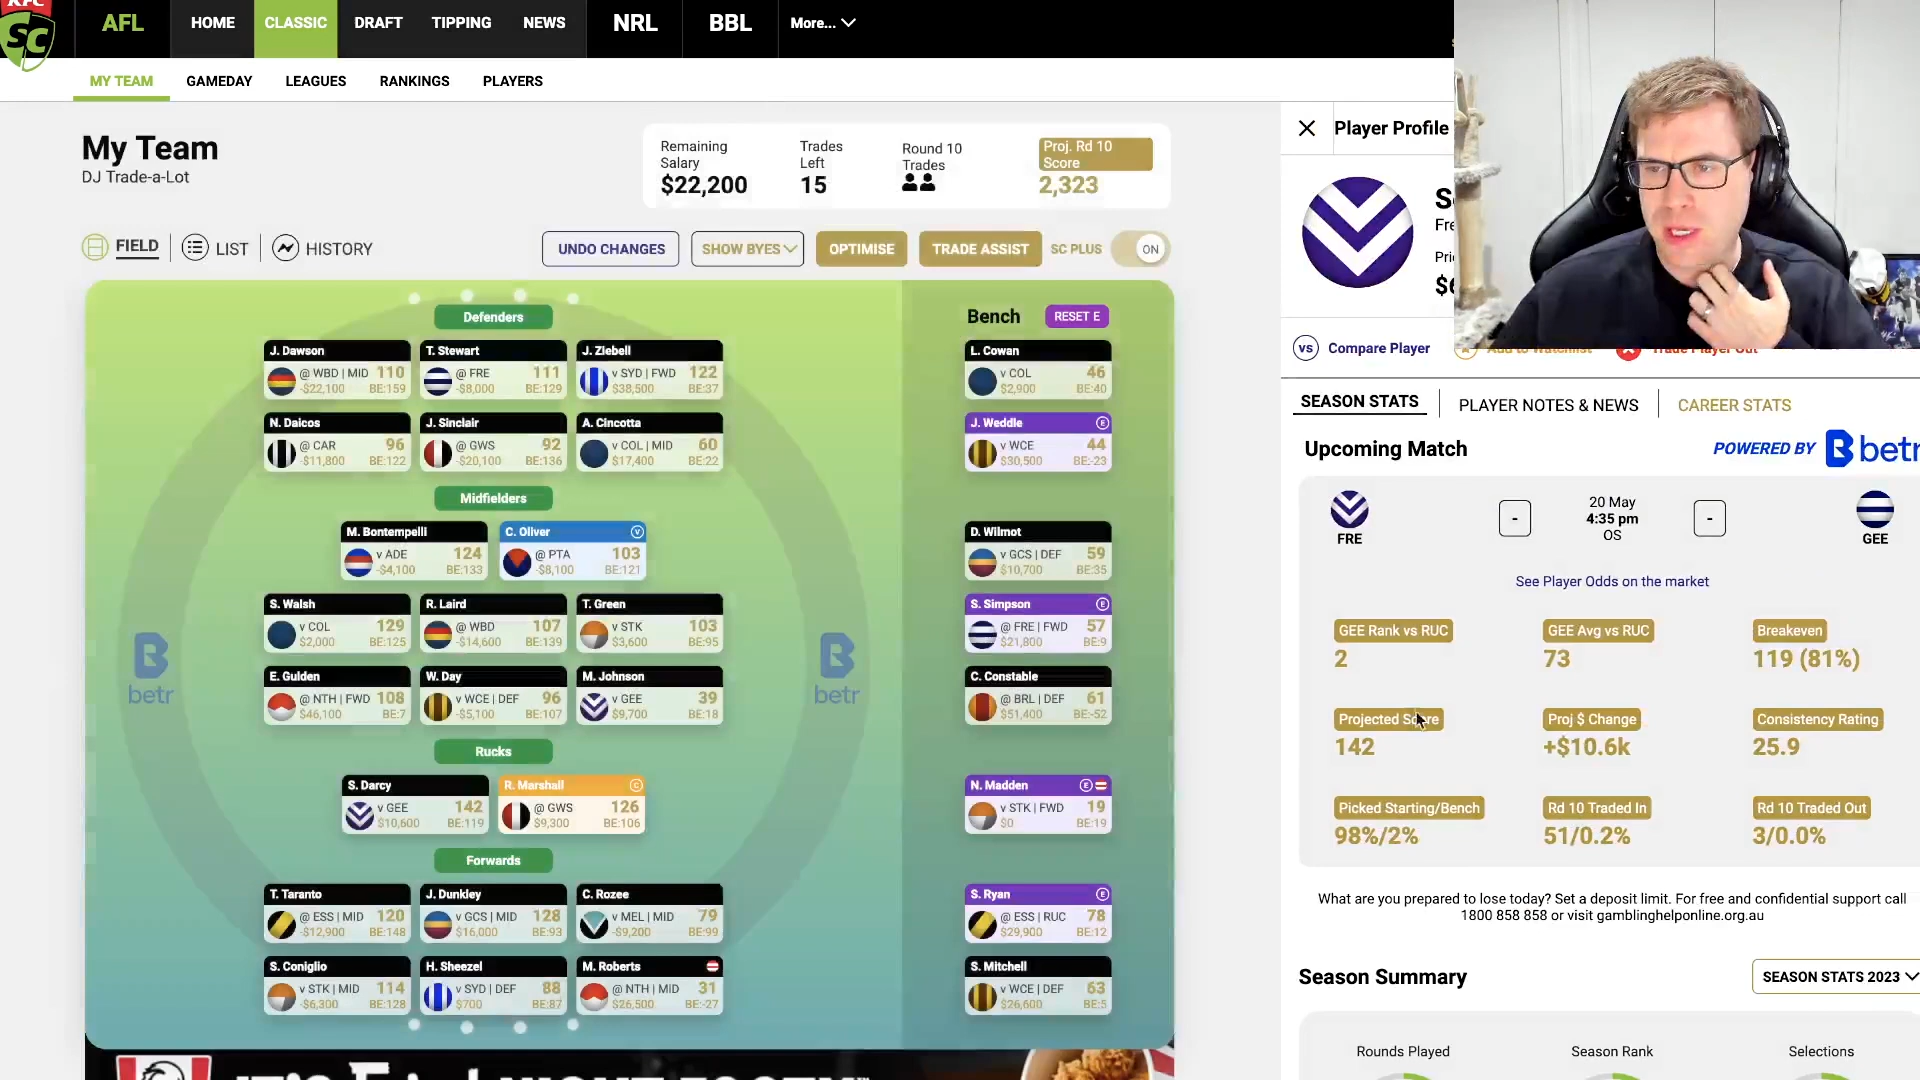 KFC
SC
AFL
HOME
CLASSIC
DRAFT
TIPPING
NEWS
NRL
BBL
More...
MY TEAM
GAMEDAY
LEAGUES
RANKINGS
PLAYERS
My Team
DJ Trade-a-Lot
Remaining Salary
$22,200
Trades Left
15
Round 10 Trades
Proj. Rd 10 Score
2,323
FIELD
LIST
HISTORY
UNDO CHANGES
SHOW BYES
OPTIMISE
TRADE ASSIST
SC PLUS
ON
Defenders
Bench
RESET E
J. Dawson
@ WBD | MID 110
-$22,100 BE:159
T. Stewart
@ FRE 111
-$8,000 BE:129
J. Ziebell
v SYD | FWD 122
$38,500 BE:37
L. Cowan
v COL 46
$2,900 BE:40
N. Daicos
@ CAR 96
-$11,800 BE:122
J. Sinclair
@ GWS 92
-$20,100 BE:136
A. Cincotta
v COL | MID 60
$17,400 BE:22
J. Weddle E
v WCE 44
$30,500 BE:-23
Midfielders
M. Bontempelli
v ADE 124
-$4,100 BE:133
C. Oliver V
@ PTA 103
-$8,100 BE:121
D. Wilmot
v GCS | DEF 59
$10,700 BE:35
S. Walsh
v COL 129
$2,000 BE:125
R. Laird
@ WBD 107
-$14,600 BE:139
T. Green
v STK 103
$3,600 BE:95
S. Simpson E
@ FRE | FWD 57
$21,800 BE:9
E. Gulden
@ NTH | FWD 108
$46,100 BE:7
W. Day
v WCE | DEF 96
-$5,100 BE:107
M. Johnson
v GEE 39
$9,700 BE:18
C. Constable
@ BRL | DEF 61
$51,400 BE:-52
betr
betr
Rucks
S. Darcy
v GEE 142
$10,600 BE:119
R. Marshall C
@ GWS 126
$9,300 BE:106
N. Madden E
v STK | FWD 19
$0 BE:19
Forwards
T. Taranto
@ ESS | MID 120
-$12,900 BE:148
J. Dunkley
v GCS | MID 128
$16,000 BE:93
C. Rozee
v MEL | MID 79
-$9,200 BE:99
S. Ryan E
@ ESS | RUC 78
$29,900 BE:12
S. Coniglio
v STK | MID 114
-$6,300 BE:128
H. Sheezel
v SYD | DEF 88
$700 BE:87
M. Roberts
@ NTH | MID 31
$26,500 BE:-27
S. Mitchell
v WCE | DEF 63
$26,600 BE:5
Player Profile
VS Compare Player
Add to Watchlist
Trade Player Out
SEASON STATS
PLAYER NOTES & NEWS
CAREER STATS
Upcoming Match
POWERED BY betr
FRE
-
20 May
4:35 pm
OS
-
GEE
See Player Odds on the market
GEE Rank vs RUC
2
GEE Avg vs RUC
73
Breakeven
119 (81%)
Projected Score
142
Proj $ Change
+$10.6k
Consistency Rating
25.9
Picked Starting/Bench
98%/2%
Rd 10 Traded In
51/0.2%
Rd 10 Traded Out
3/0.0%
What are you prepared to lose today? Set a deposit limit. For free and confidential support call
1800 858 858 or visit gamblinghelponline.org.au
Season Summary
SEASON STATS 2023
Rounds Played
Season Rank
Selections